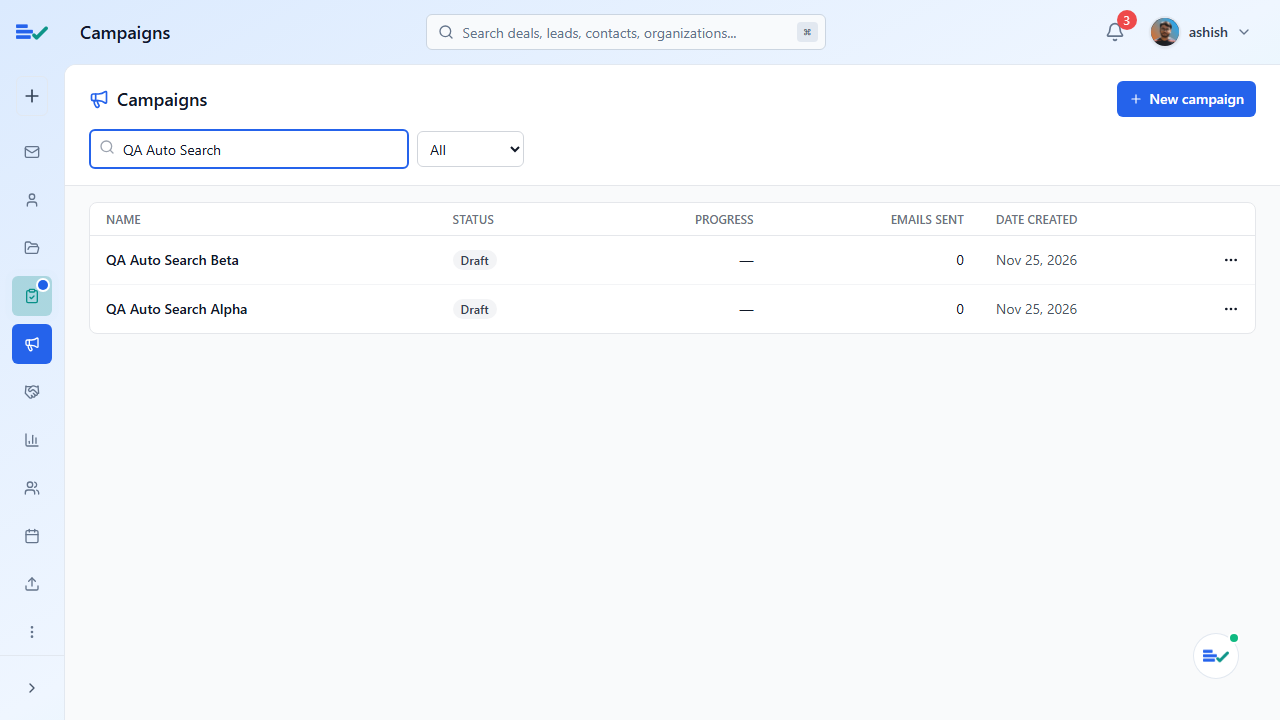 Campaigns
Search deals, leads, contacts, organizations... ⌘
3
ashish
Campaigns
+ New campaign
QA Auto Search
All
NAME STATUS PROGRESS EMAILS SENT DATE CREATED
QA Auto Search Beta Draft — 0 Nov 25, 2026
QA Auto Search Alpha Draft — 0 Nov 25, 2026